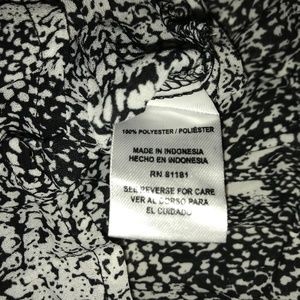 100% POLYESTER / POLIÉSTER
MADE IN INDONESIA
HECHO EN INDONESIA
RN 81181
SEE REVERSE FOR CARE
VER AL DORSO PARA
EL CUIDADO